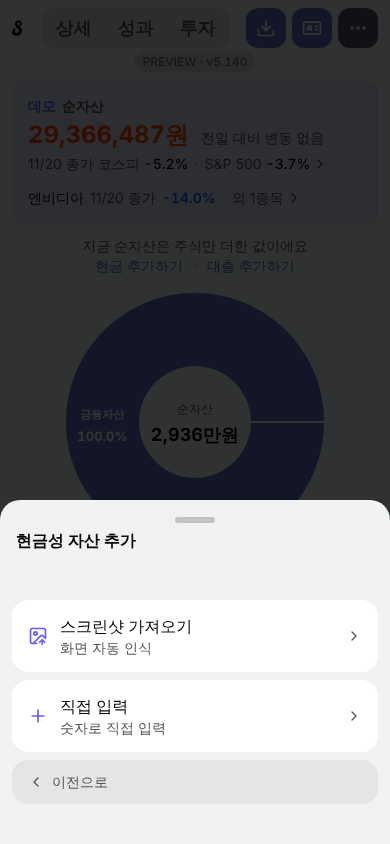 상세 성과 투자
PREVIEW · v5.140
데모 순자산
29,366,487원 전일 대비 변동 없음
11/20 종가 코스피 -5.2% · S&P 500 -3.7%
엔비디아 11/20 종가 -14.0% · 외 1종목
지금 순자산은 주식만 더한 값이에요
현금 추가하기 · 대출 추가하기
금융자산
100.0%
순자산
2,936만원
현금성 자산 추가
스크린샷 가져오기
화면 자동 인식
직접 입력
숫자로 직접 입력
이전으로